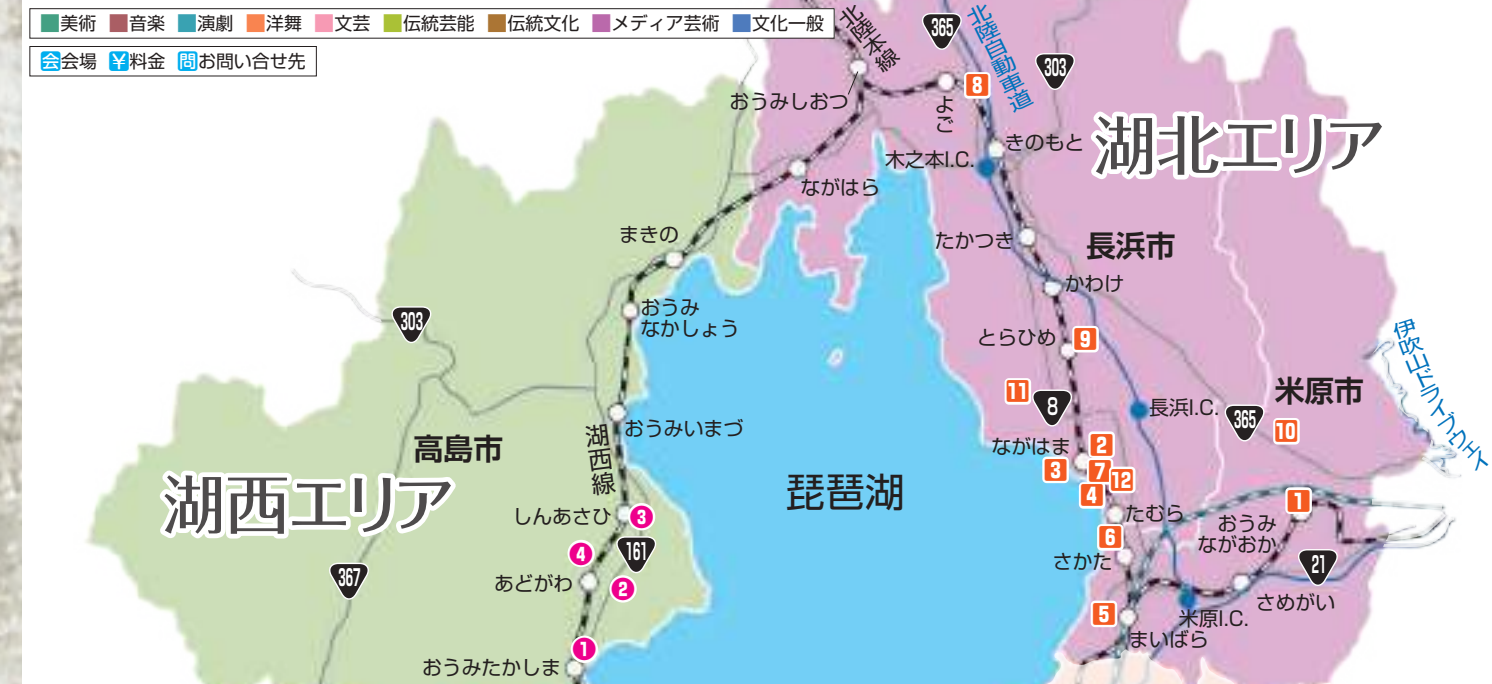 美術 音楽 演劇 洋舞 文芸 伝統芸能 伝統文化 メディア芸術 文化一般
会会場 ¥料金 問お問い合せ先
北陸本線
365
北陸自動車道
303
おうみしおつ
よご
8
きのもと
木之本I.C.
湖北エリア
ながはら
まきの
たかつき
長浜市
かわけ
おうみ
なかしょう
303
とらひめ
9
伊吹山ドライブウェイ
11
8
長浜I.C.
米原市
365
10
おうみいまづ
湖西線
高島市
湖西エリア
琵琶湖
ながはま
2
3
7
12
4
しんあさひ
3
たむら
1
おうみ
ながおか
4
161
6
さかた
21
367
あどがわ
2
さめがい
5
米原I.C.
まいばら
1
おうみたかしま